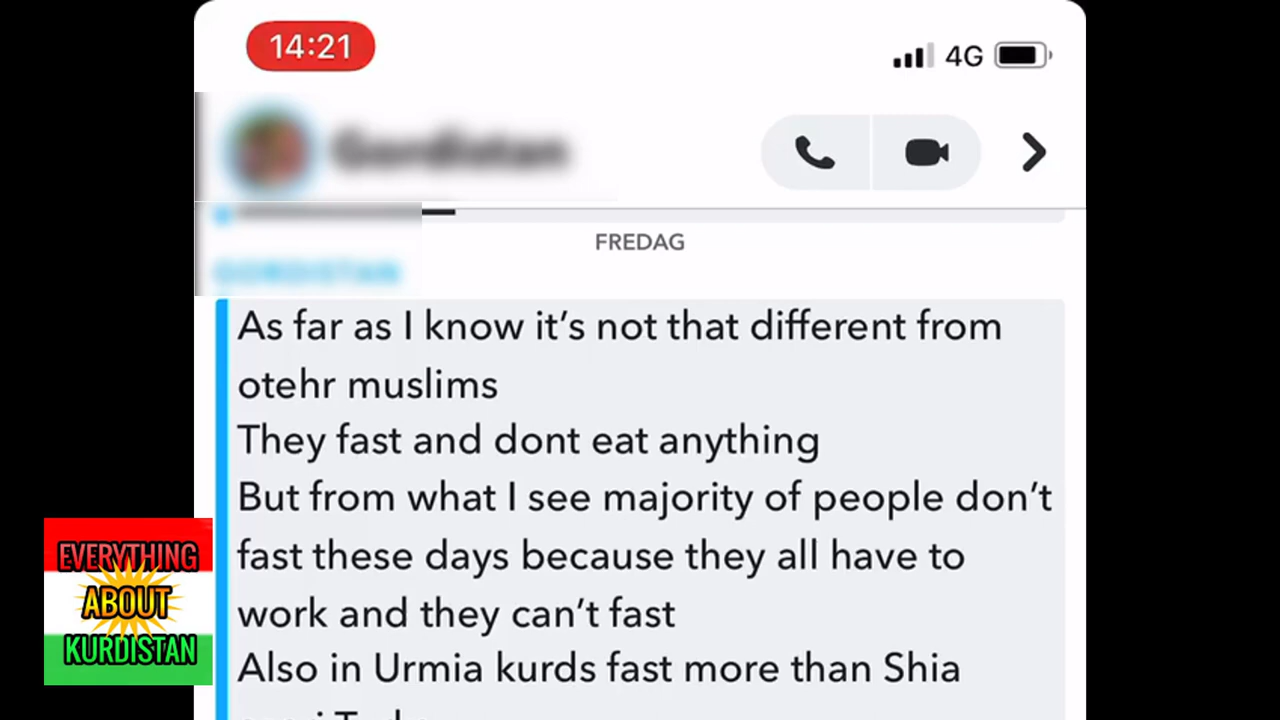 14:21
4G
Gordistan
FREDAG
GORDISTAN
As far as I know it's not that different from
otehr muslims
They fast and dont eat anything
But from what I see majority of people don't
fast these days because they all have to
work and they can't fast
Also in Urmia kurds fast more than Shia
EVERYTHING
ABOUT
KURDISTAN